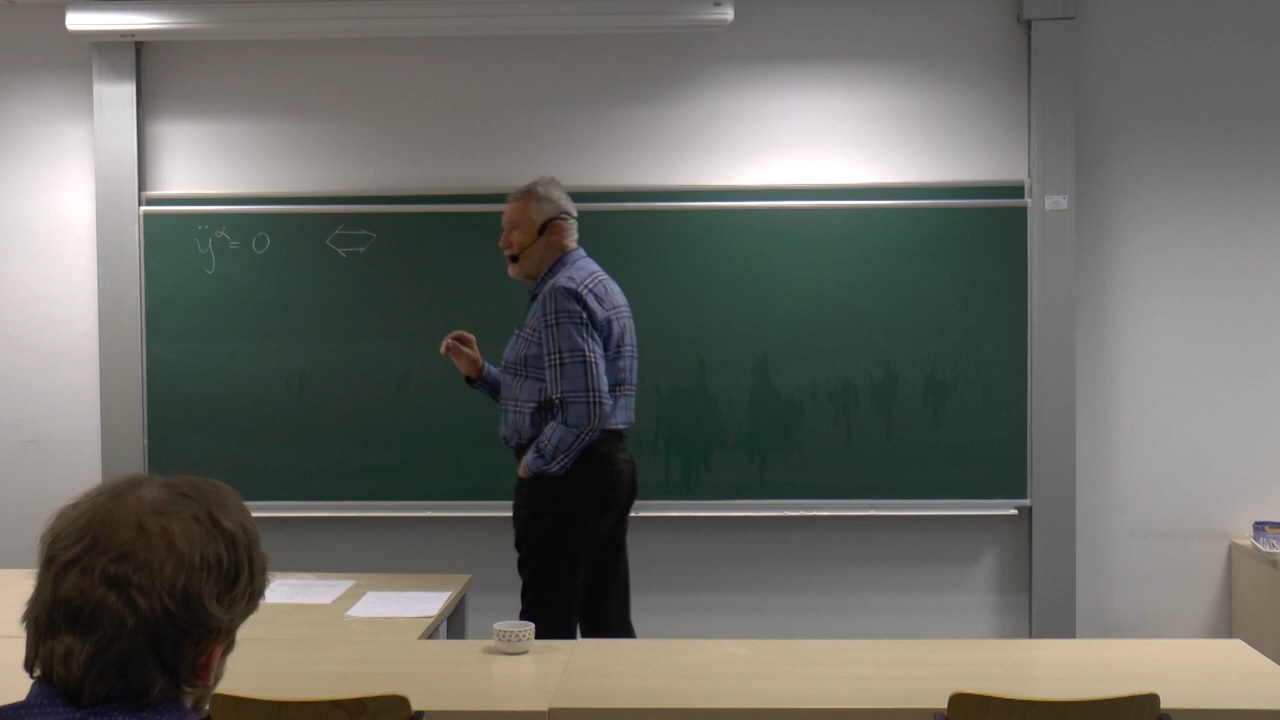 ÿ^α = 0 ⇔